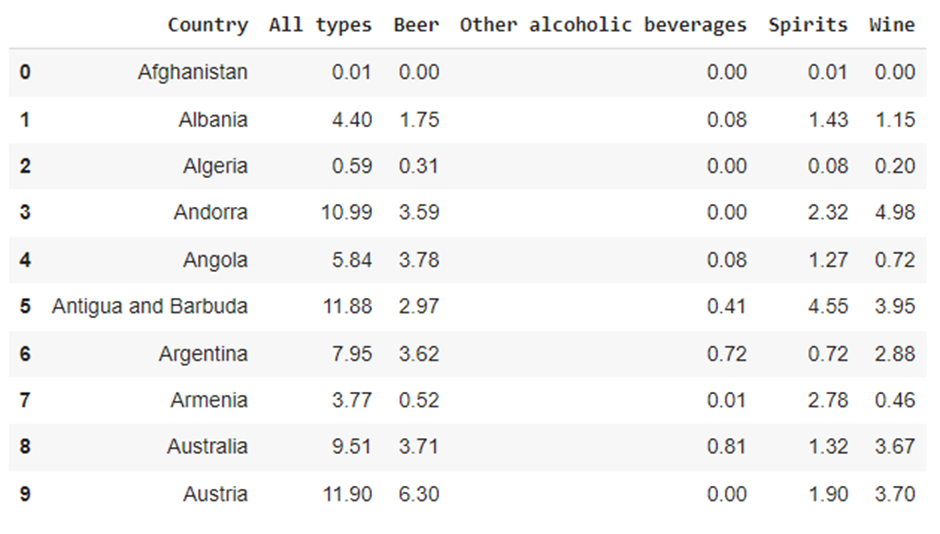 Country All types Beer Other alcoholic beverages Spirits Wine
0 Afghanistan 0.01 0.00 0.00 0.01 0.00
1 Albania 4.40 1.75 0.08 1.43 1.15
2 Algeria 0.59 0.31 0.00 0.08 0.20
3 Andorra 10.99 3.59 0.00 2.32 4.98
4 Angola 5.84 3.78 0.08 1.27 0.72
5 Antigua and Barbuda 11.88 2.97 0.41 4.55 3.95
6 Argentina 7.95 3.62 0.72 0.72 2.88
7 Armenia 3.77 0.52 0.01 2.78 0.46
8 Australia 9.51 3.71 0.81 1.32 3.67
9 Austria 11.90 6.30 0.00 1.90 3.70